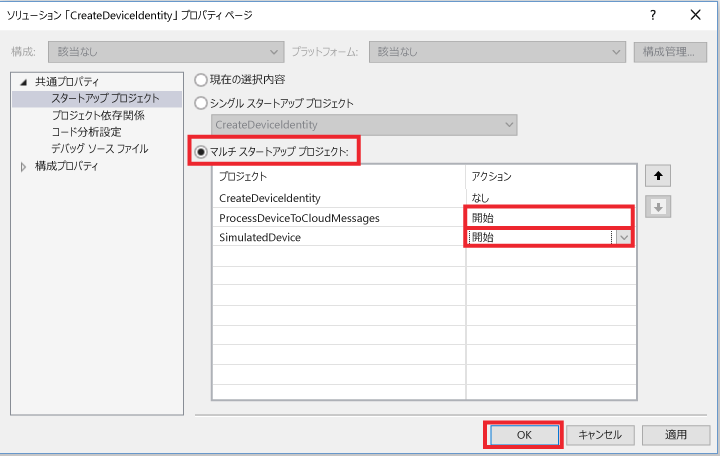 ソリューション「CreateDeviceIdentity」プロパティ ページ
構成: 該当なし プラットフォーム: 該当なし 構成管理...
共通プロパティ
スタートアップ プロジェクト
プロジェクト依存関係
コード分析設定
デバッグ ソース ファイル
構成プロパティ
現在の選択内容
シングル スタートアップ プロジェクト
CreateDeviceIdentity
マルチ スタートアップ プロジェクト:
プロジェクト アクション
CreateDeviceIdentity なし
ProcessDeviceToCloudMessages 開始
SimulatedDevice 開始
OK キャンセル 適用